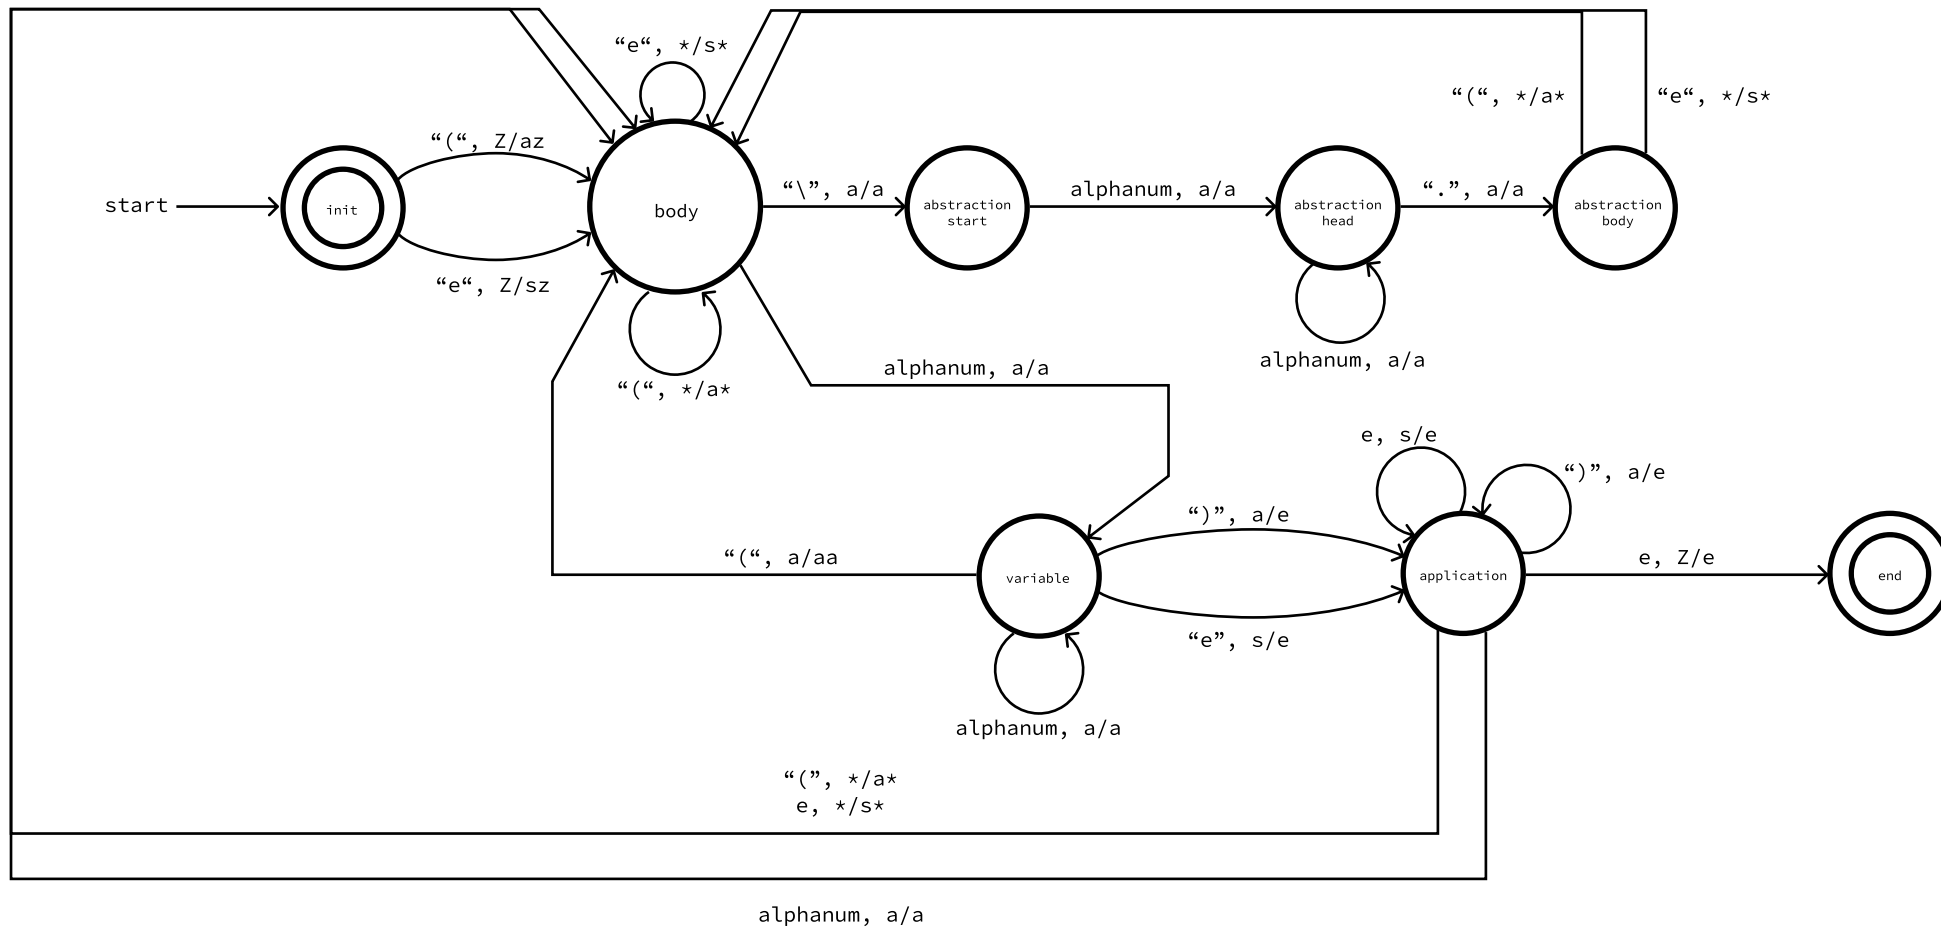 “e“, */s*
“(“, */a*
“e“, */s*
“(“, Z/az
“\”, a/a
alphanum, a/a
“.”, a/a
start
init
body
abstraction
start
abstraction
head
abstraction
body
“e“, Z/sz
alphanum, a/a
alphanum, a/a
“(“, */a*
e, s/e
“)”, a/e
“)”, a/e
“(“, a/aa
e, Z/e
variable
application
end
“e”, s/e
alphanum, a/a
“(”, */a*
e, */s*
alphanum, a/a